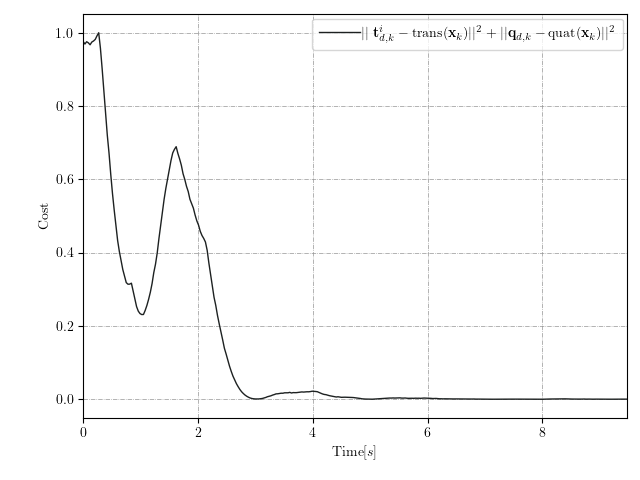 || t^i_{d,k} − trans(x_k)||² + ||q_{d,k} − quat(x_k)||²
1.0
0.8
0.6
0.4
0.2
0.0
Cost
0 2 4 6 8
Time[s]